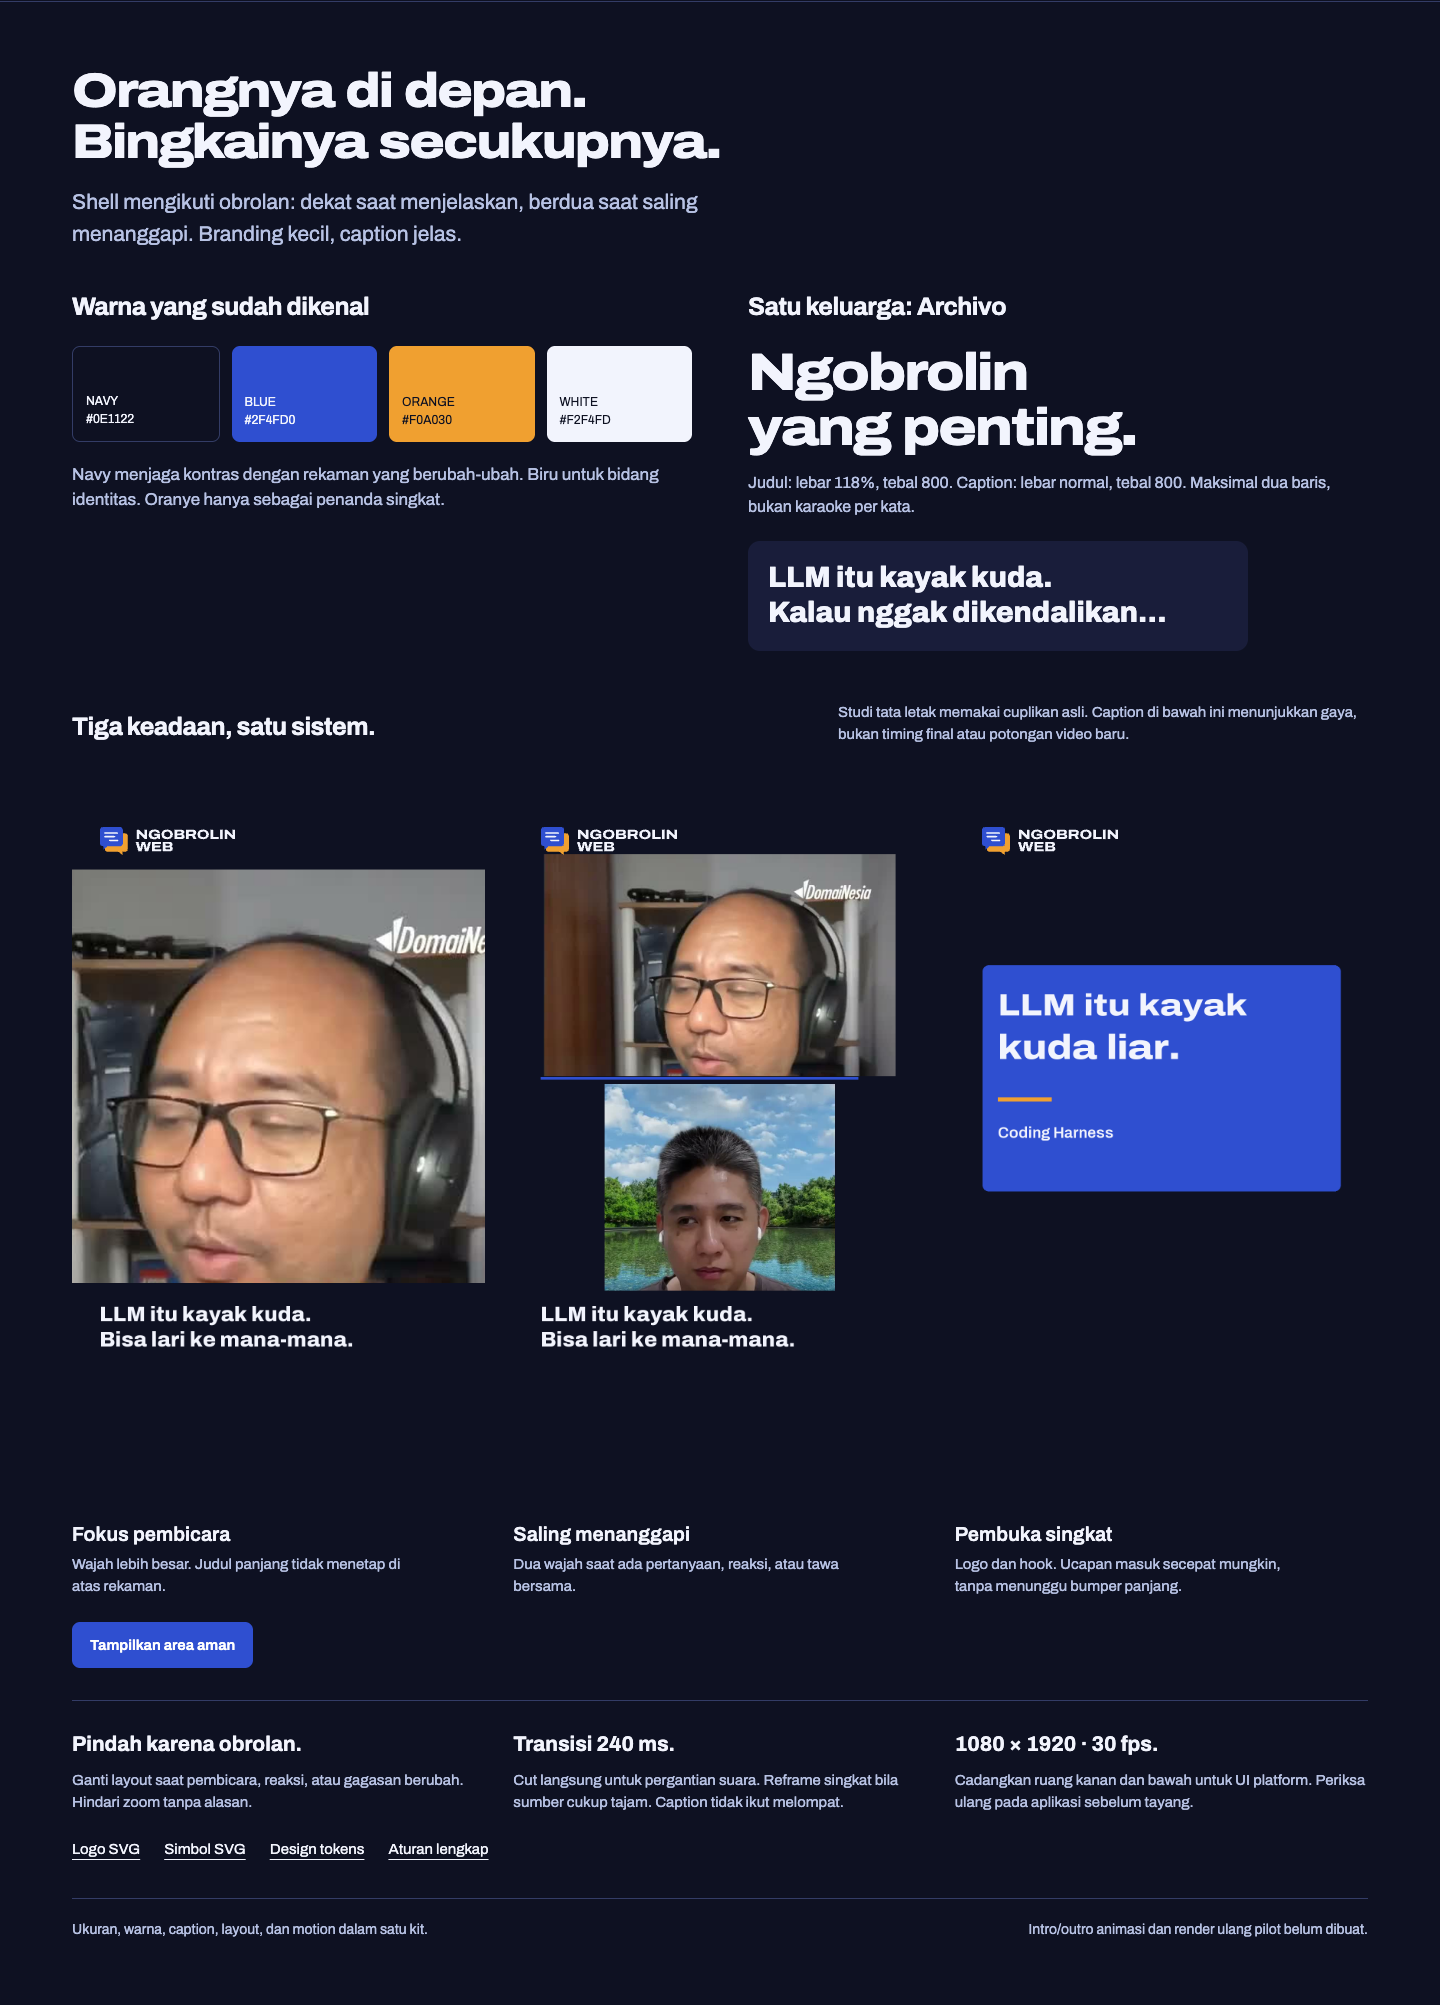 Orangnya di depan.
Bingkainya secukupnya.
Shell mengikuti obrolan: dekat saat menjelaskan, berdua saat saling
menanggapi. Branding kecil, caption jelas.
Warna yang sudah dikenal
NAVY
#0E1122
BLUE
#2F4FD0
ORANGE
#F0A030
WHITE
#F2F4FD
Navy menjaga kontras dengan rekaman yang berubah-ubah. Biru untuk bidang
identitas. Oranye hanya sebagai penanda singkat.
Satu keluarga: Archivo
Ngobrolin
yang penting.
Judul: lebar 118%, tebal 800. Caption: lebar normal, tebal 800. Maksimal dua baris,
bukan karaoke per kata.
LLM itu kayak kuda.
Kalau nggak dikendalikan...
Tiga keadaan, satu sistem.
Studi tata letak memakai cuplikan asli. Caption di bawah ini menunjukkan gaya,
bukan timing final atau potongan video baru.
NGOBROLIN
WEB
DomaiNe
LLM itu kayak kuda.
Bisa lari ke mana-mana.
NGOBROLIN
WEB
DomaiNesia
LLM itu kayak kuda.
Bisa lari ke mana-mana.
NGOBROLIN
WEB
LLM itu kayak
kuda liar.
Coding Harness
Fokus pembicara
Wajah lebih besar. Judul panjang tidak menetap di
atas rekaman.
Saling menanggapi
Dua wajah saat ada pertanyaan, reaksi, atau tawa
bersama.
Pembuka singkat
Logo dan hook. Ucapan masuk secepat mungkin,
tanpa menunggu bumper panjang.
Tampilkan area aman
Pindah karena obrolan.
Ganti layout saat pembicara, reaksi, atau gagasan berubah.
Hindari zoom tanpa alasan.
Transisi 240 ms.
Cut langsung untuk pergantian suara. Reframe singkat bila
sumber cukup tajam. Caption tidak ikut melompat.
1080 × 1920 · 30 fps.
Cadangkan ruang kanan dan bawah untuk UI platform. Periksa
ulang pada aplikasi sebelum tayang.
Logo SVG
Simbol SVG
Design tokens
Aturan lengkap
Ukuran, warna, caption, layout, dan motion dalam satu kit.
Intro/outro animasi dan render ulang pilot belum dibuat.